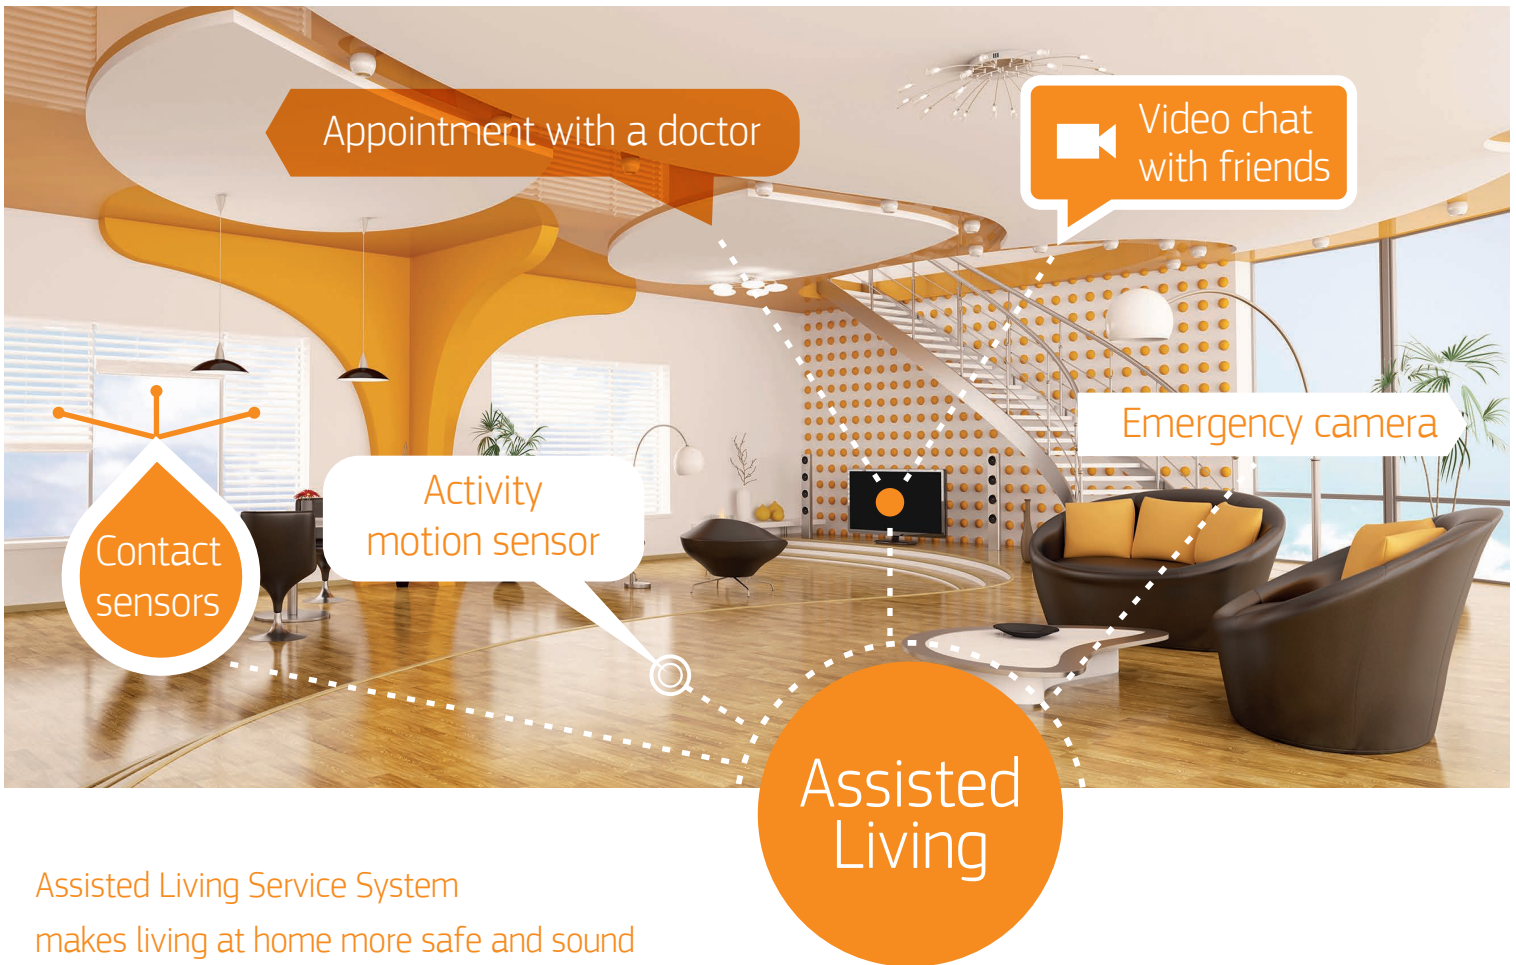 Appointment with a doctor
Video chat
with friends
Emergency camera
Activity
motion sensor
Contact
sensors
Assisted
Living
Assisted Living Service System
makes living at home more safe and sound